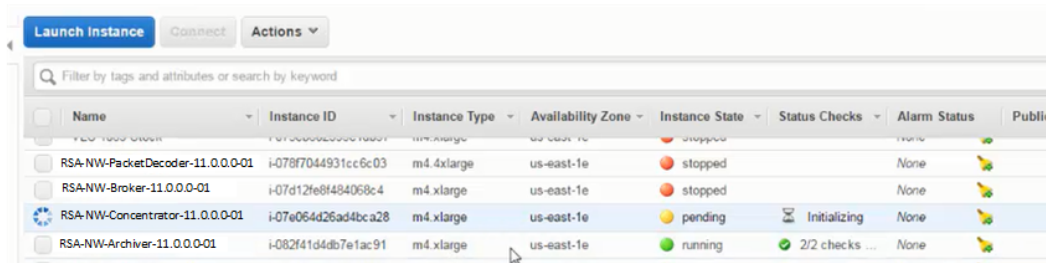 Launch Instance Connect Actions
Filter by tags and attributes or search by keyword
Name Instance ID Instance Type Availability Zone Instance State Status Checks Alarm Status Public
stopped None
RSA-NW-PacketDecoder-11.0.0.0-01 i-078f7044931cc6c03 m4.4xlarge us-east-1e stopped None
RSA-NW-Broker-11.0.0.0-01 i-07d12fe8f484068c4 m4.xlarge us-east-1e stopped None
RSA-NW-Concentrator-11.0.0.0-01 i-07e064d26ad4bca28 m4.xlarge us-east-1e pending Initializing None
RSA-NW-Archiver-11.0.0.0-01 i-082f41d4db7e1ac91 m4.xlarge us-east-1e running 2/2 checks ... None